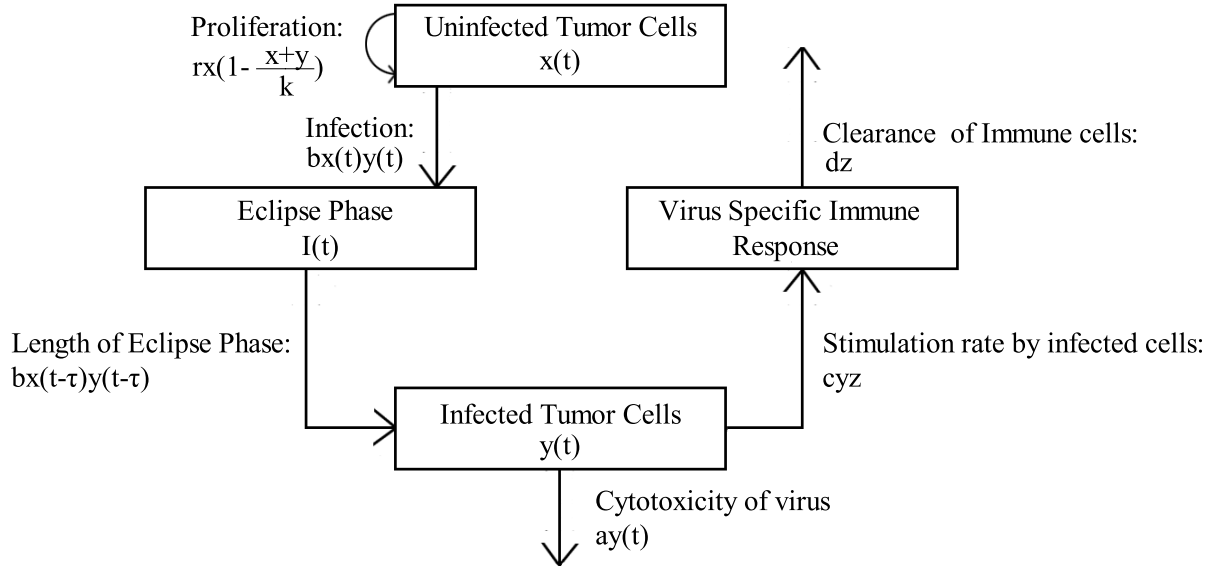 Proliferation:
rx(1- x+y/k)
Uninfected Tumor Cells
x(t)
Infection:
bx(t)y(t)
Clearance of Immune cells:
dz
Eclipse Phase
I(t)
Virus Specific Immune
Response
Length of Eclipse Phase:
bx(t-τ)y(t-τ)
Stimulation rate by infected cells:
cyz
Infected Tumor Cells
y(t)
Cytotoxicity of virus
ay(t)